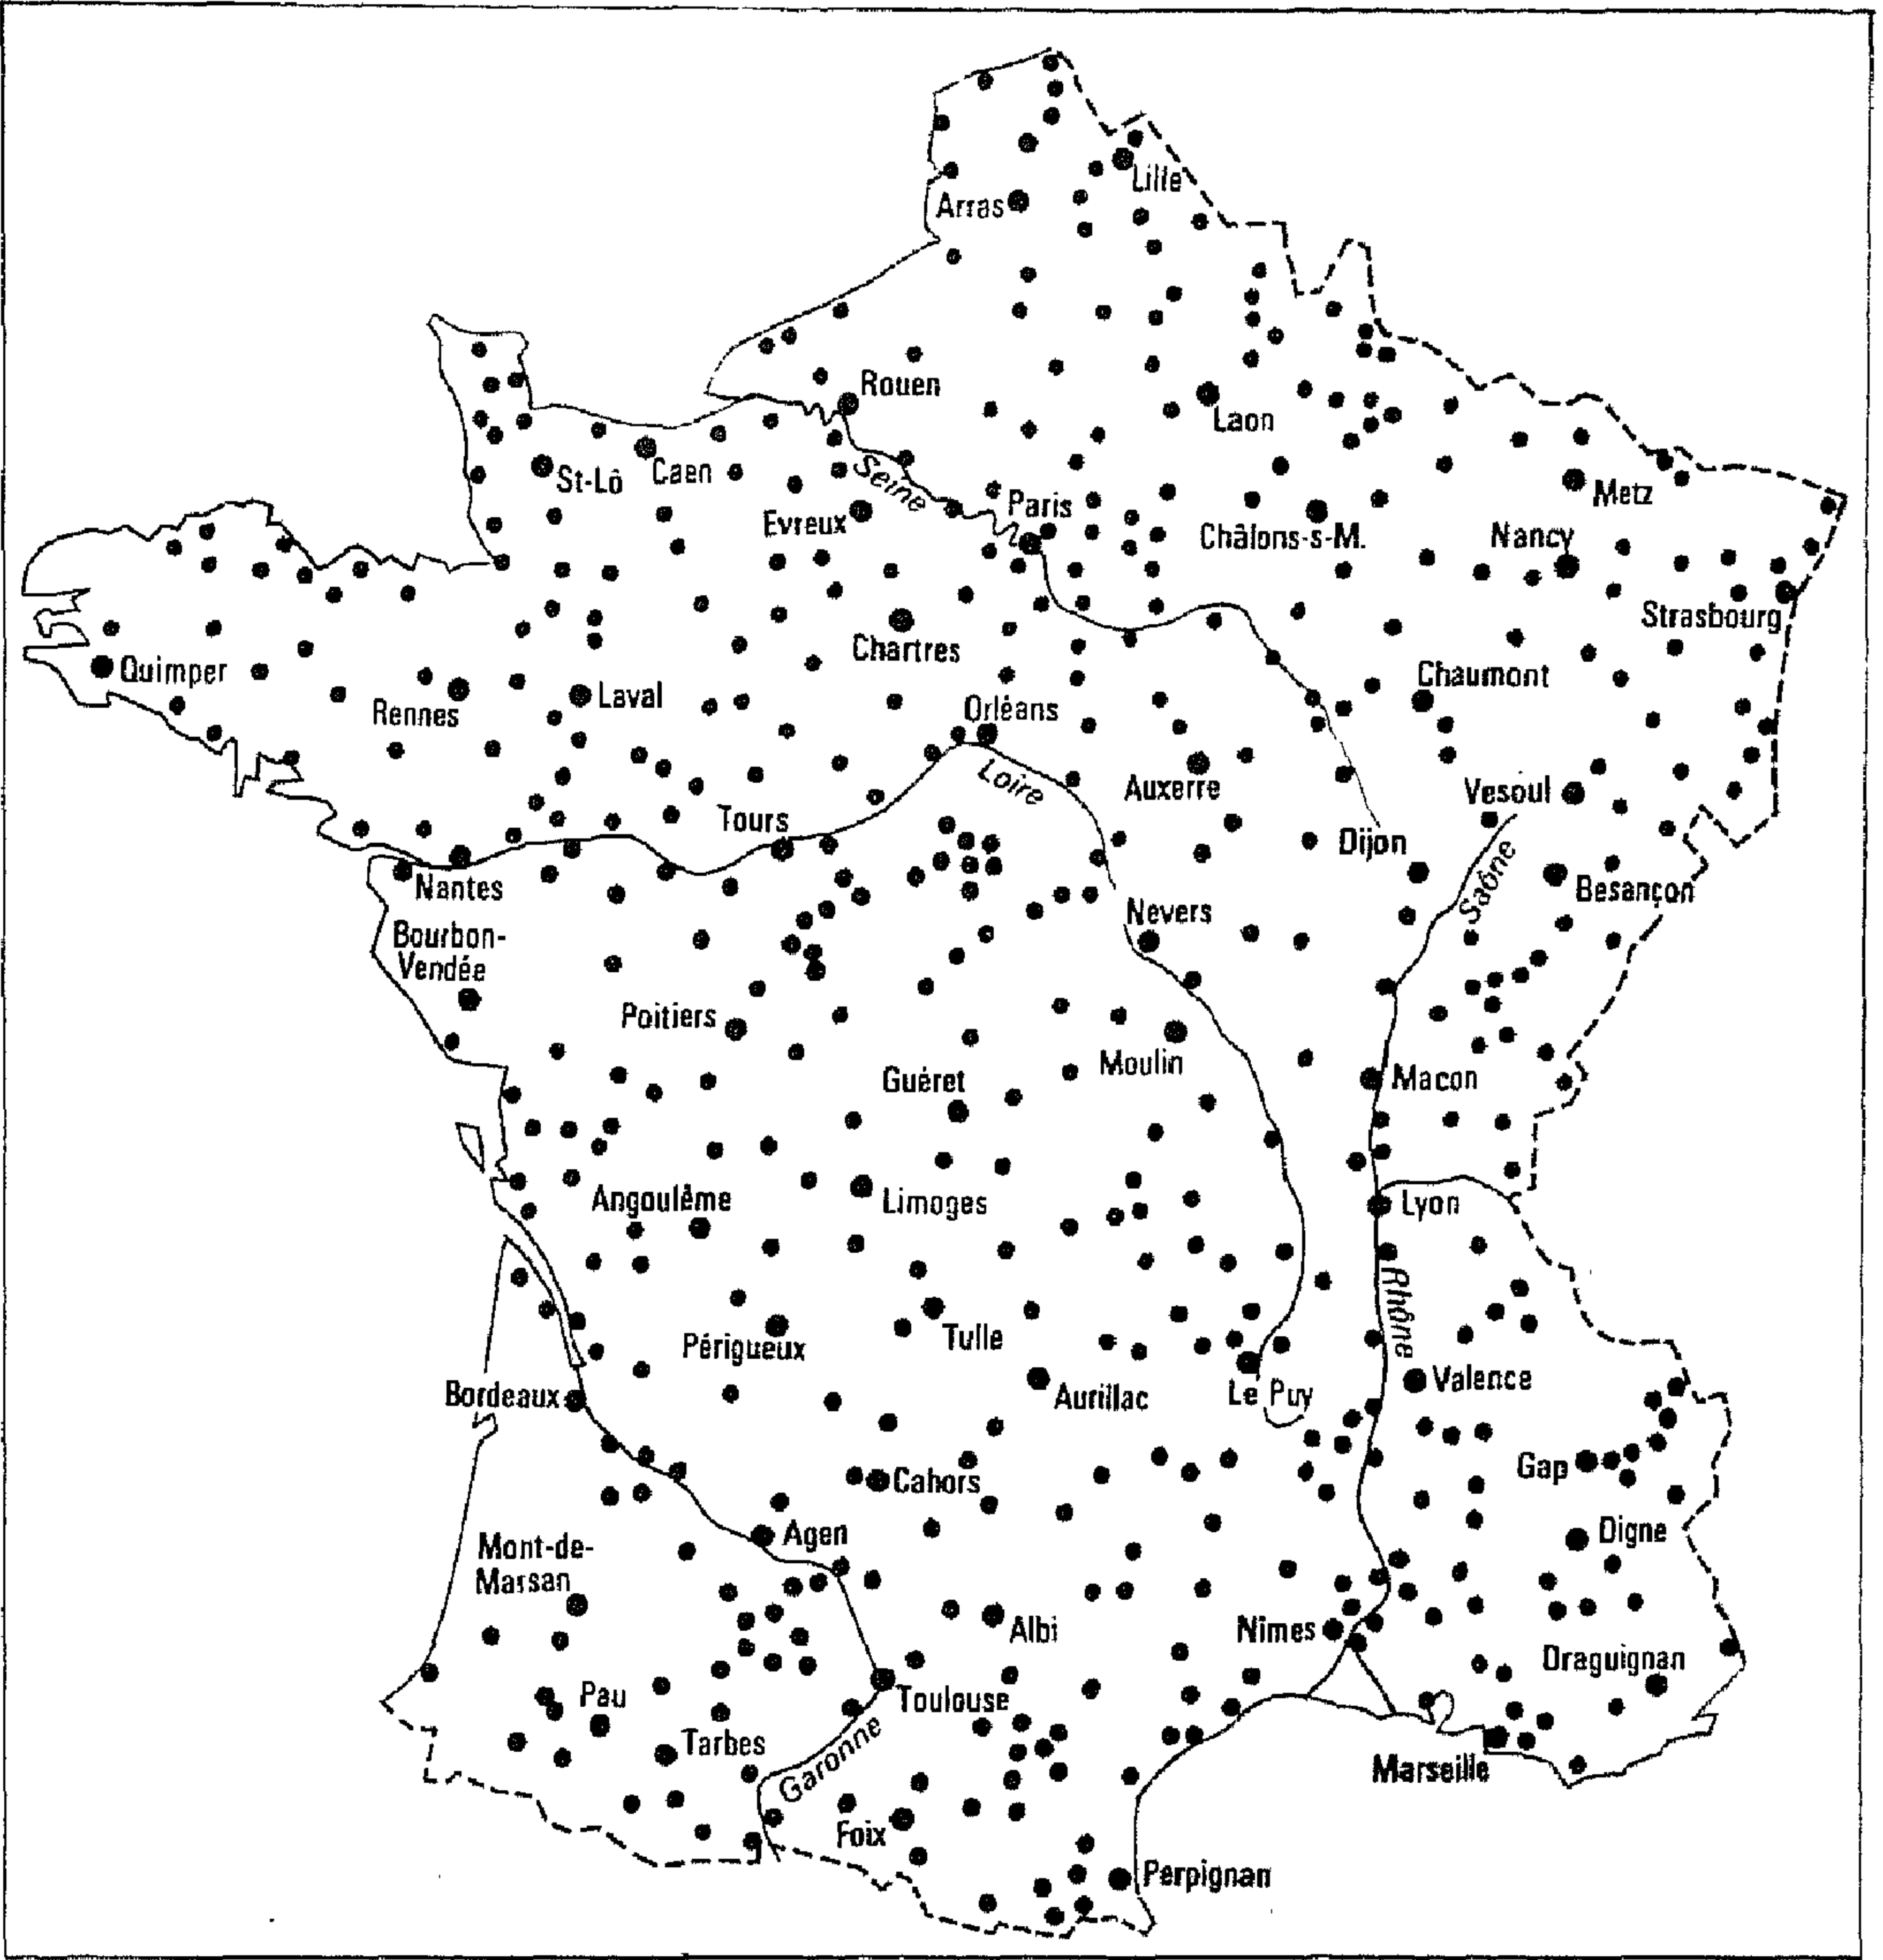 Lille
Arras
Rouen
Laon
St-Lô
Caen
Seine
Metz
Evreux
Paris
Châlons-s-M.
Nancy
Strasbourg
Chartres
Quimper
Chaumont
Laval
Rennes
Orléans
Loire
Auxerre
Vesoul
Tours
Dijon
Saône
Nantes
Besançon
Nevers
Bourbon-
Vendée
Poitiers
Moulin
Macon
Guéret
Angoulême
Limoges
Lyon
Rhône
Périgueux
Tulle
Bordeaux
Aurillac
Le Puy
Valence
Gap
Cahors
Agen
Digne
Mont-de-
Marsan
Albi
Nimes
Draguignan
Pau
Toulouse
Tarbes
Garonne
Marseille
Foix
Perpignan